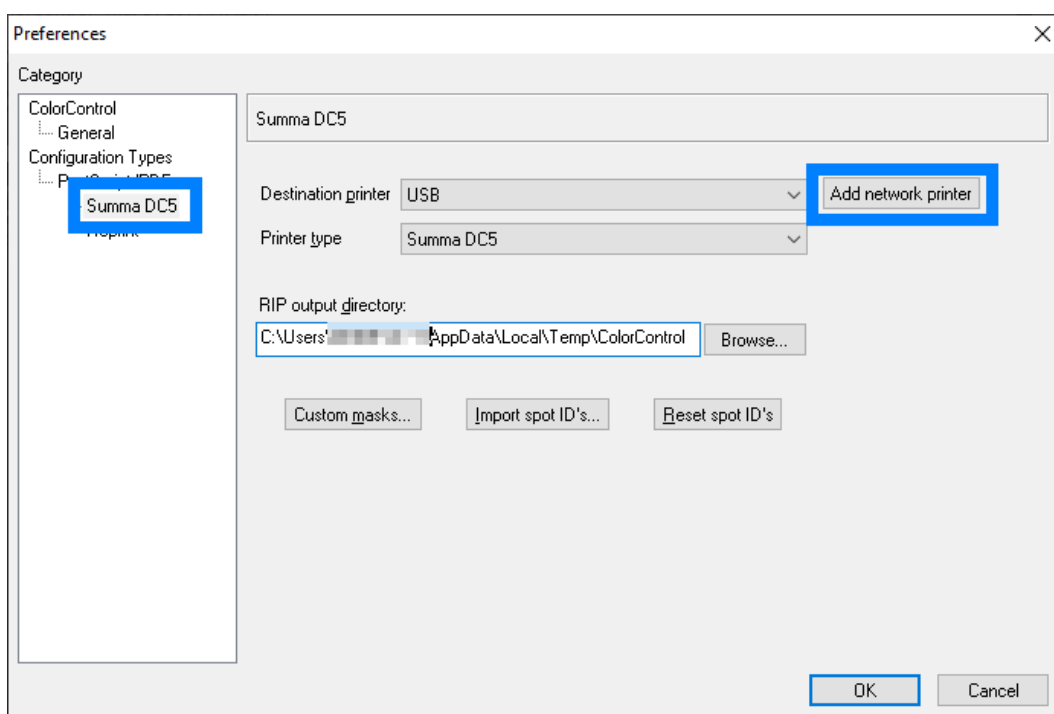 Preferences
Category
ColorControl
General
Configuration Types
Summa DC5
Summa DC5
Destination printer USB Add network printer
Printer type Summa DC5
RIP output directory:
C:\Users\ AppData\Local\Temp\ColorControl Browse...
Custom masks... Import spot ID's... Reset spot ID's
OK Cancel